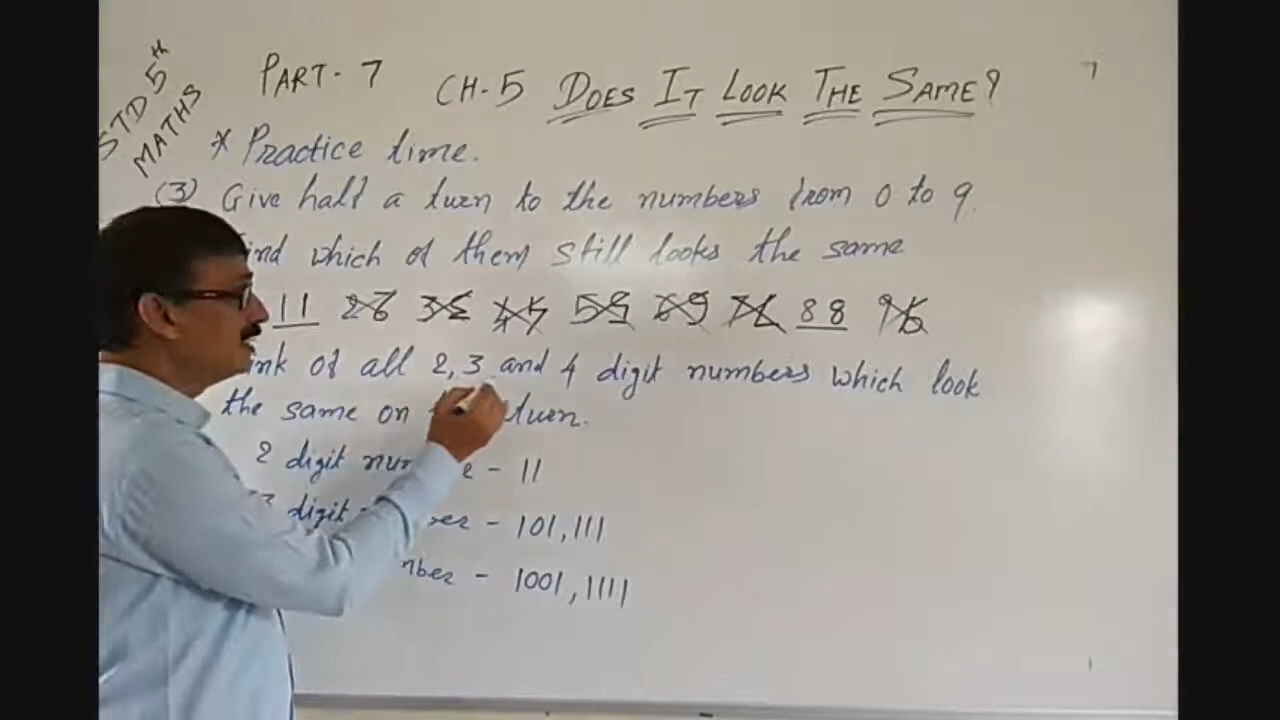 STD 5th
MATHS
PART-7 CH-5 DOES IT LOOK THE SAME?
* Practice time.
(3) Give half a turn to the numbers from 0 to 9.
ind which of them still looks the same
11 88
ink of all 2, 3 and 4 digit numbers which look
the same on turn.
2 digit - 11
3 digit - 101, 111
mber - 1001, 1111